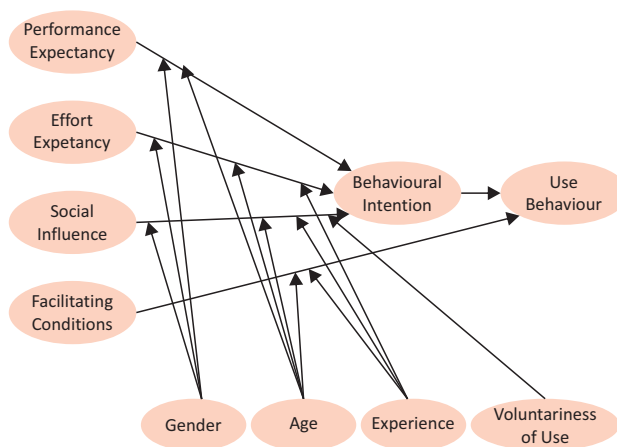 Performance
Expectancy
Effort
Expetancy
Social
Influence
Facilitating
Conditions
Behavioural
Intention
Use
Behaviour
Gender
Age
Experience
Voluntariness
of Use